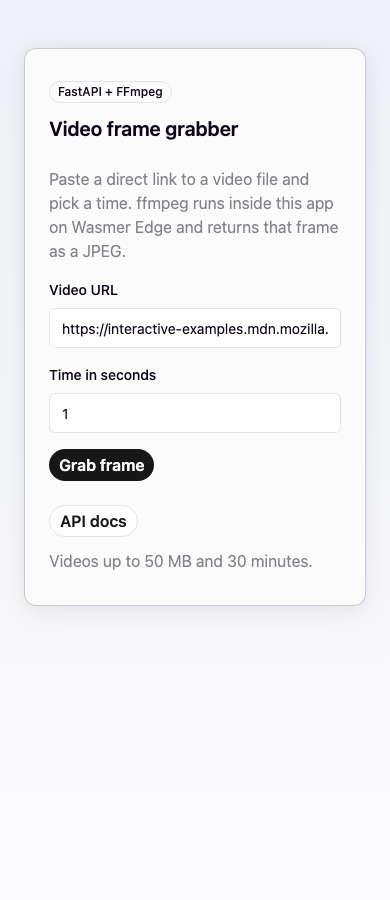 FastAPI + FFmpeg
Video frame grabber
Paste a direct link to a video file and
pick a time. ffmpeg runs inside this app
on Wasmer Edge and returns that frame
as a JPEG.
Video URL
https://interactive-examples.mdn.mozilla.
Time in seconds
1
Grab frame
API docs
Videos up to 50 MB and 30 minutes.